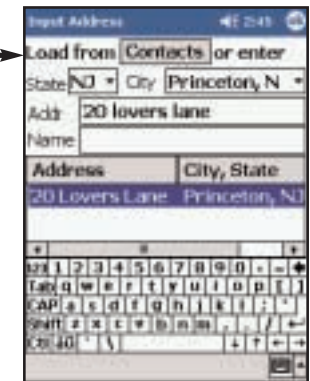 Input Address 2:45
Load from Contacts or enter
State NJ City Princeton, N
Addr 20 lovers lane
Name
Address City, State
20 Lovers Lane Princeton, NJ
123 1 2 3 4 5 6 7 8 9 0 - =
Tab q w e r t y u i o p [ ]
CAP a s d f g h j k l ; '
Shift z x c v b n m , . /
Ctl áü ` \